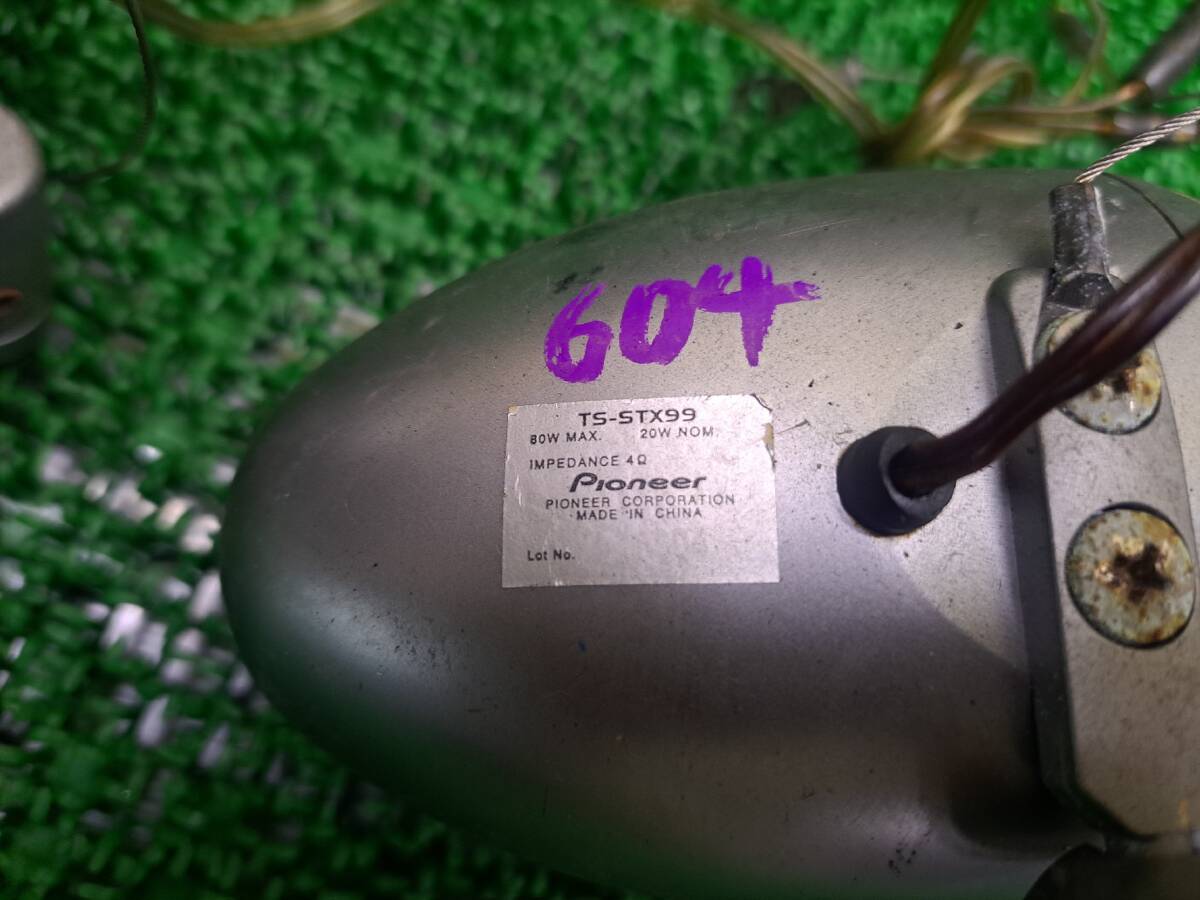 604
TS-STX99
80W MAX. 20W NOM.
IMPEDANCE 4Ω
Pioneer
PIONEER CORPORATION
MADE IN CHINA
Lot No.